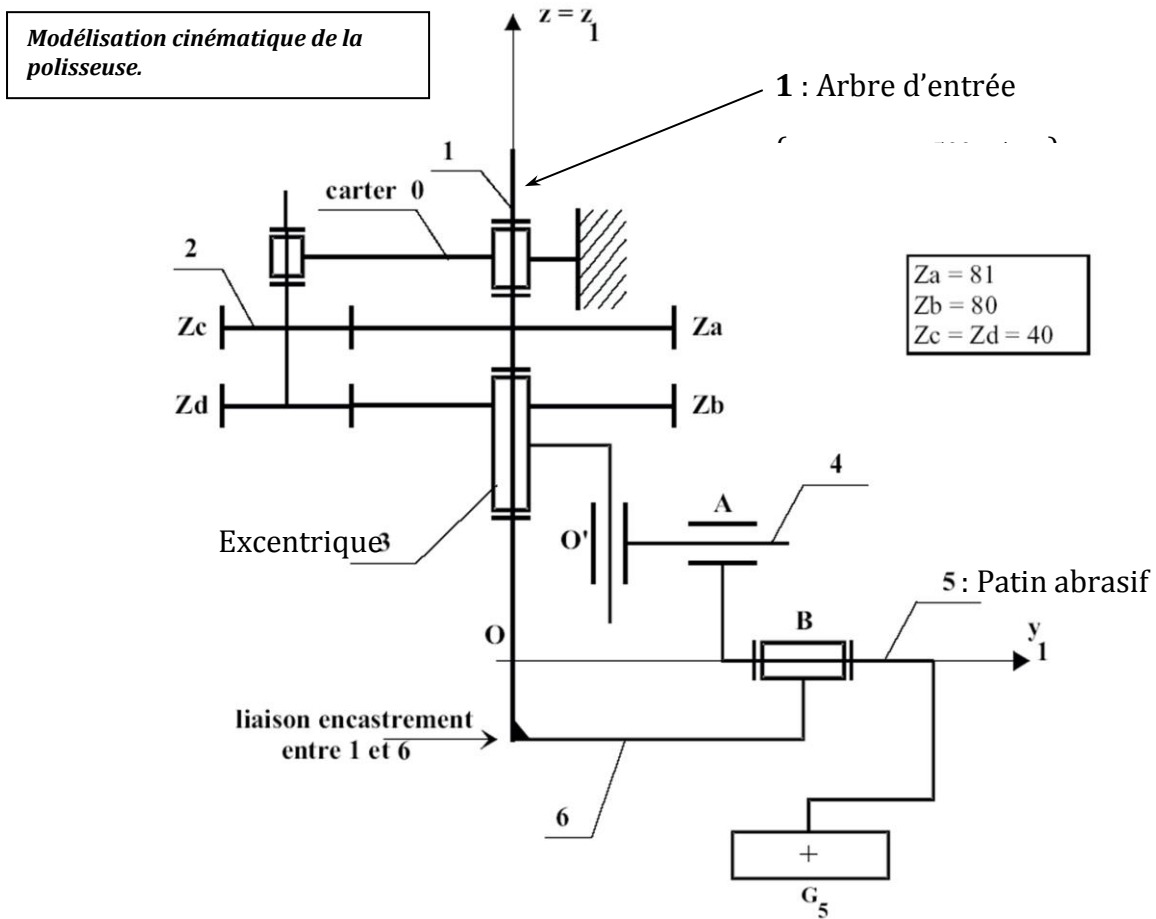 Modélisation cinématique de la
polisseuse.
z = z1
1 : Arbre d'entrée
1
carter 0
2
Za = 81
Zb = 80
Zc = Zd = 40
Zc
Za
Zd
Zb
4
A
Excentrique
3
O'
5 : Patin abrasif
B
O
y1
liaison encastrement
entre 1 et 6
6
G5